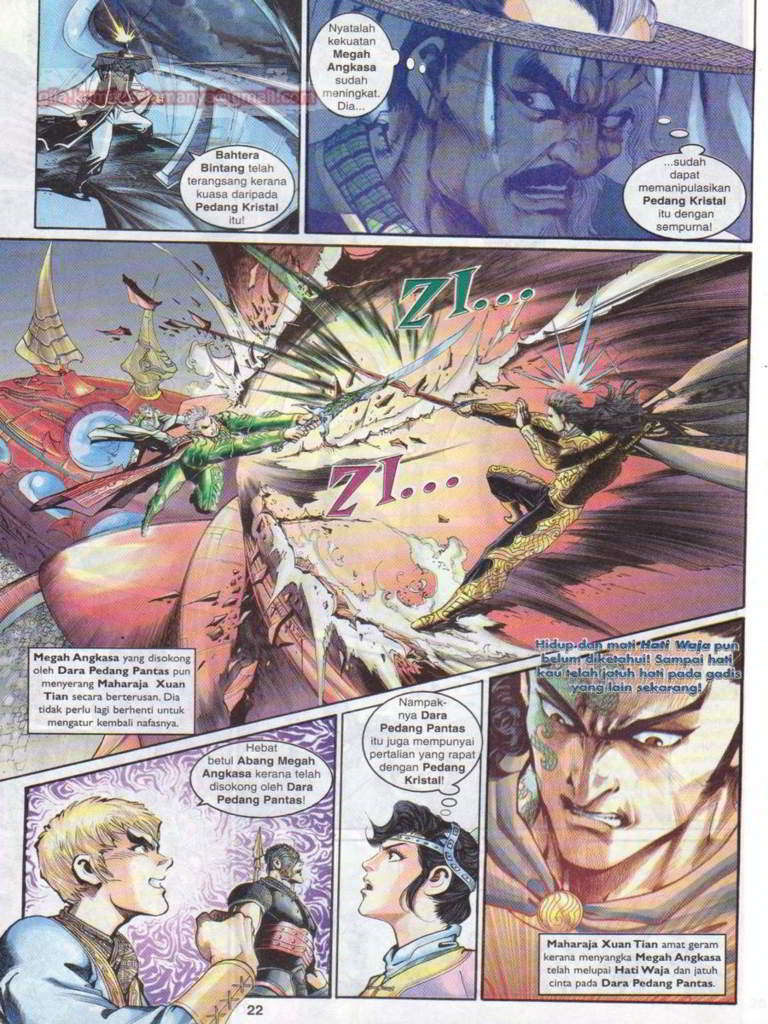 Bahtera
Bintang telah
terangsang kerana
kuasa daripada
Pedang Kristal
itu!
Nyatalah
kekuatan
Megah
Angkasa
sudah
meningkat.
Dia...
...sudah
dapat
memanipulasikan
Pedang Kristal
itu dengan
sempurna!
ZI...
ZI...
Megah Angkasa yang disokong
oleh Dara Pedang Pantas pun
menyerang Maharaja Xuan
Tian secara berterusan. Dia
tidak perlu lagi berhenti untuk
mengatur kembali nafasnya.
Hebat
betul Abang Megah
Angkasa kerana telah
disokong oleh Dara
Pedang Pantas!
Nampak-
nya Dara
Pedang Pantas
itu juga mempunyai
pertalian yang rapat
dengan Pedang
Kristal!
Hidup dan mati Hati Waja pun
belum diketahui! Sampai hati
kau telah jatuh hati pada gadis
yang lain sekarang!
Maharaja Xuan Tian amat geram
kerana menyangka Megah Angkasa
telah melupai Hati Waja dan jatuh
cinta pada Dara Pedang Pantas.
22